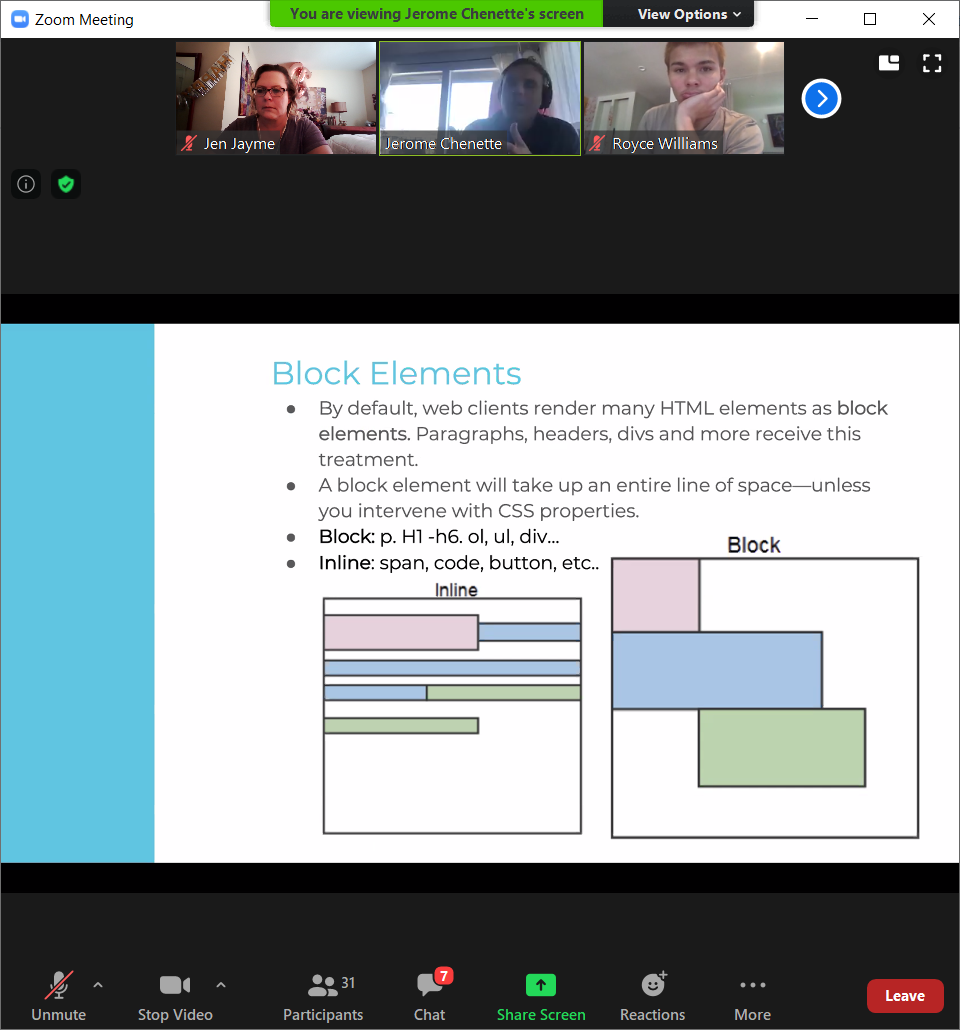 Zoom Meeting
You are viewing Jerome Chenette's screen
View Options
Jen Jayme
Jerome Chenette
Royce Williams
Block Elements
● By default, web clients render many HTML elements as block
elements. Paragraphs, headers, divs and more receive this
treatment.
● A block element will take up an entire line of space—unless
you intervene with CSS properties.
● Block: p. H1 -h6. ol, ul, div...
● Inline: span, code, button, etc..
Inline
Block
Unmute
Stop Video
Participants
31
Chat
7
Share Screen
Reactions
More
Leave